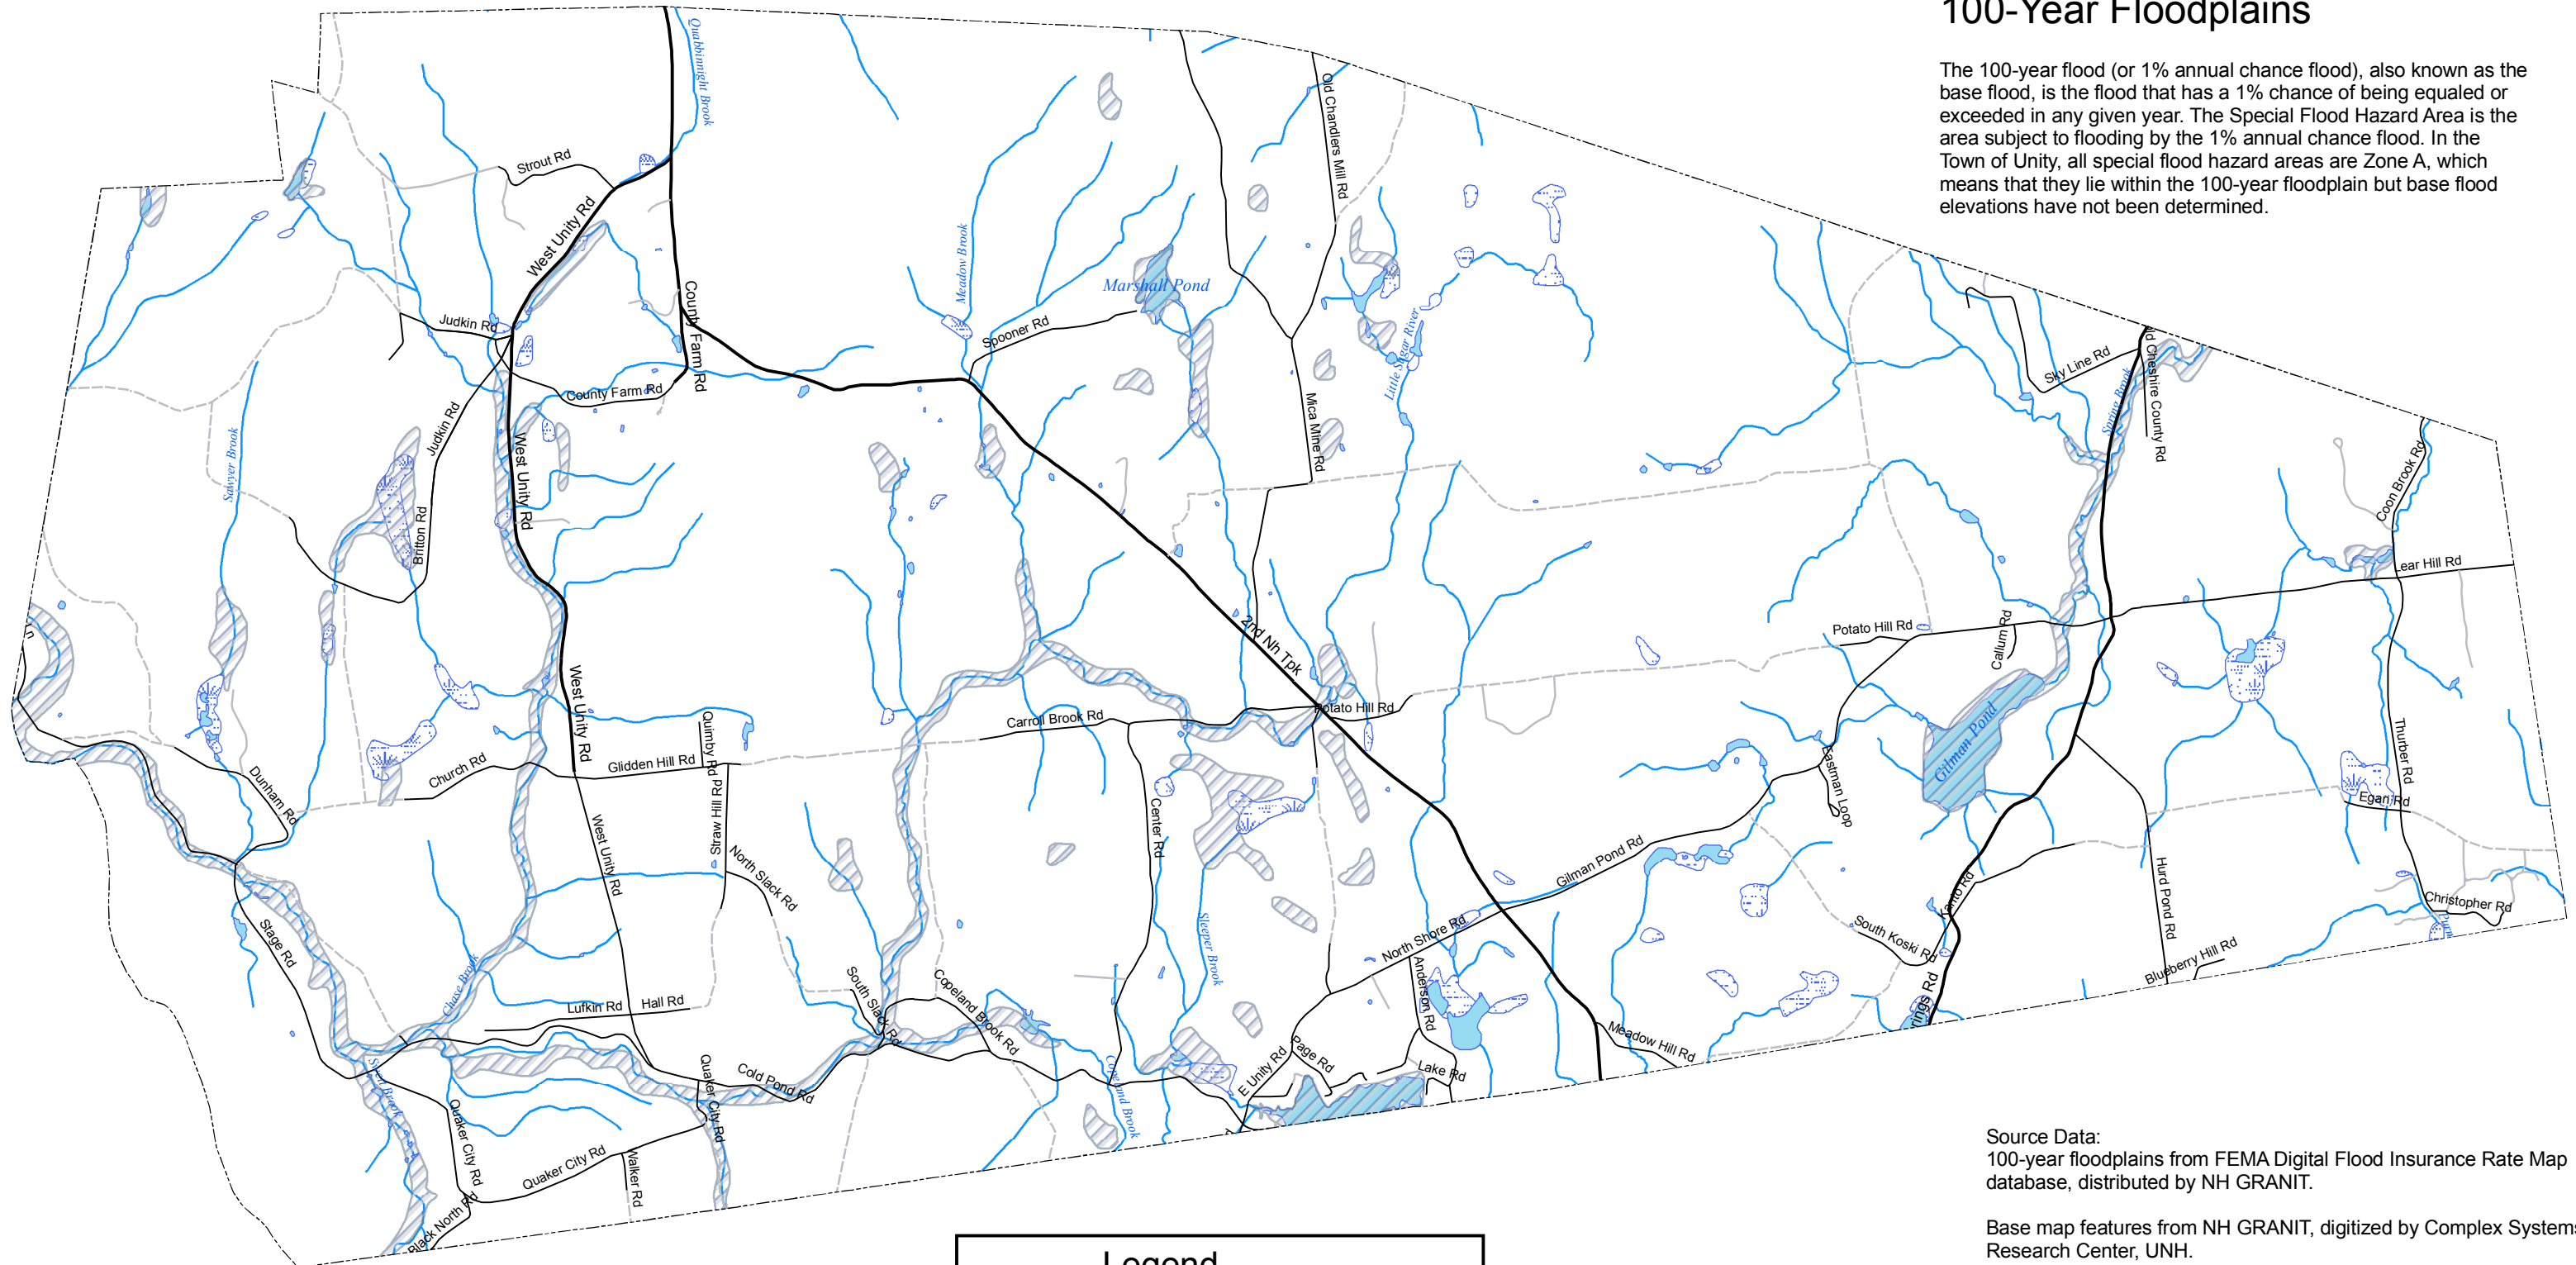 100-Year Floodplains
The 100-year flood (or 1% annual chance flood), also known as the
base flood, is the flood that has a 1% chance of being equaled or
exceeded in any given year. The Special Flood Hazard Area is the
area subject to flooding by the 1% annual chance flood. In the
Town of Unity, all special flood hazard areas are Zone A, which
means that they lie within the 100-year floodplain but base flood
elevations have not been determined.
Quabbinnight Brook
Old Chandlers Mill Rd
Strout Rd
West Unity Rd
Meadow Brook
Marshall Pond
County Farm Rd
Judkin Rd
Spooner Rd
Little Sugar River
Sky Line Rd
Spring Brook
Cheshire County Rd
County Farm Rd
Judkin Rd
Sawyer Brook
West Unity Rd
Mica Mine Rd
Coon Brook Rd
Britton Rd
Lear Hill Rd
2nd Nh Tpk
Potato Hill Rd
Callum Rd
Ln
West Unity Rd
Quimby Rd
Carroll Brook Rd
Potato Hill Rd
Gilman Pond
Thurber Rd
Church Rd
Glidden Hill Rd
Dunham Rd
Straw Hill Rd
Center Rd
Eastman Loop
Egan Rd
West Unity Rd
North Slack Rd
Gilman Pond Rd
Hurd Pond Rd
Kanto Rd
Christopher Rd
Stage Rd
Sleeper Brook
North Shore Rd
South Koski Rd
Chase Brook
South Slack Rd
Copeland Brook Rd
Anderson Rd
Blueberry Hill Rd
Lufkin Rd
Hall Rd
rings Rd
Meadow Hill Rd
Quaker City Rd
Cold Pond Rd
Copeland Brook
E Unity Rd
Page Rd
Lake Rd
Quaker City Rd
Quaker City Rd
Walker Rd
Black North Rd
Source Data:
100-year floodplains from FEMA Digital Flood Insurance Rate Map
database, distributed by NH GRANIT.
Base map features from NH GRANIT, digitized by Complex Systems
Research Center, UNH.
Legend